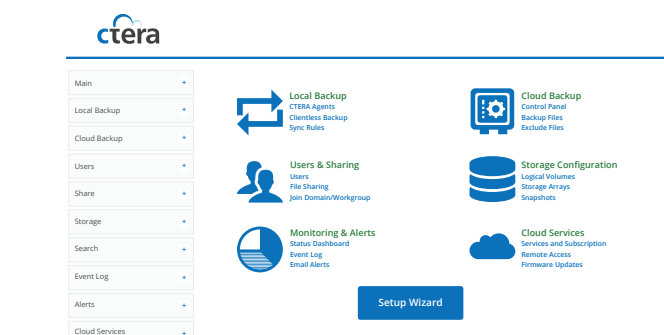 ctera
Main +
Local Backup +
Cloud Backup +
Users +
Share +
Storage +
Search +
Event Log +
Alerts +
Cloud Services +
Local Backup
CTERA Agents
Clientless Backup
Sync Rules
Cloud Backup
Control Panel
Backup Files
Exclude Files
Users & Sharing
Users
File Sharing
Join Domain/Workgroup
Storage Configuration
Logical Volumes
Storage Arrays
Snapshots
Monitoring & Alerts
Status Dashboard
Event Log
Email Alerts
Cloud Services
Services and Subscription
Remote Access
Firmware Updates
Setup Wizard